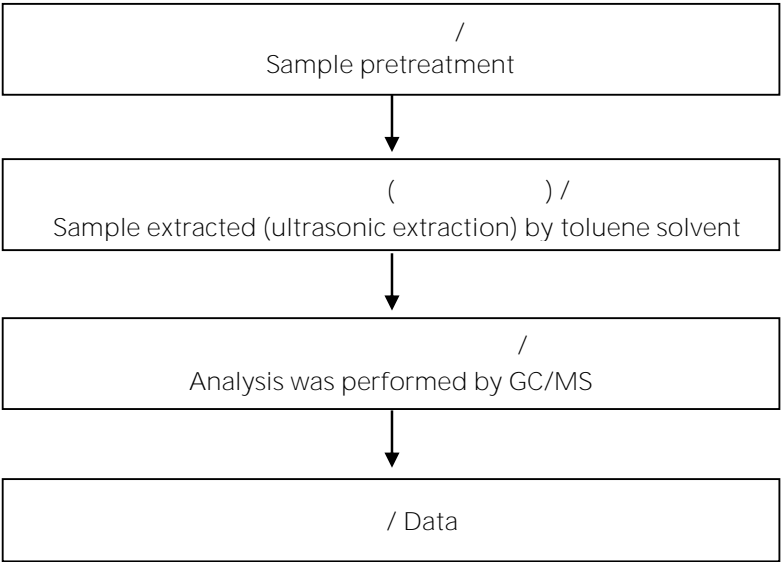 /
Sample pretreatment
( ) /
Sample extracted (ultrasonic extraction) by toluene solvent
/
Analysis was performed by GC/MS
/ Data